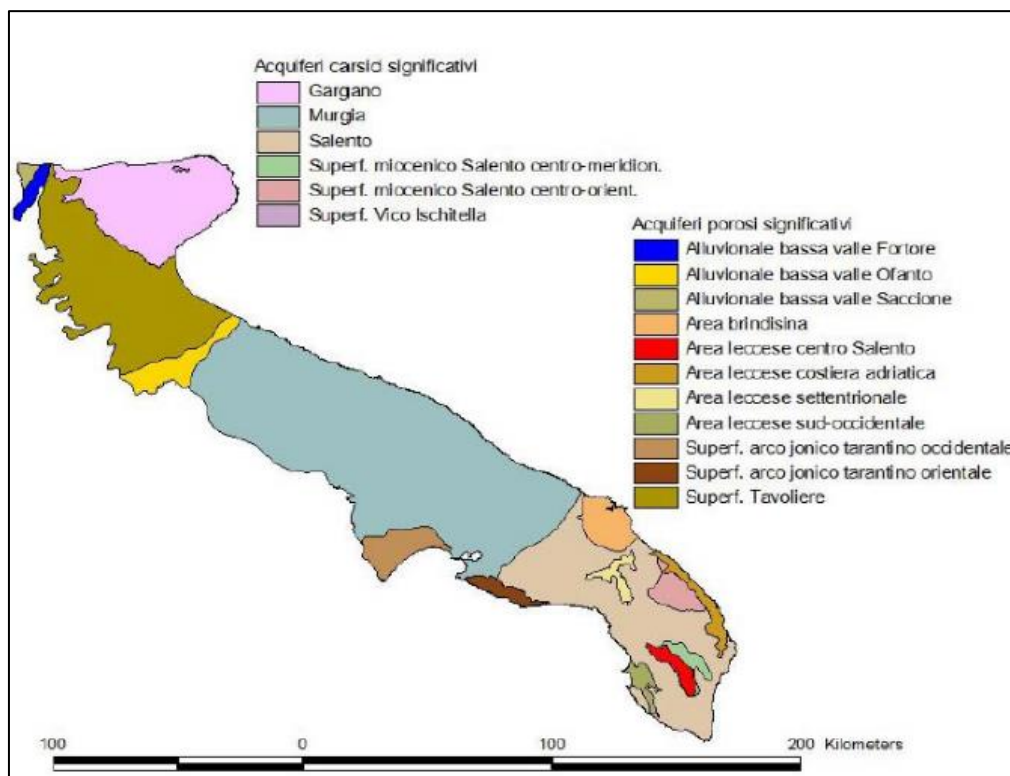 Acquiferi carsici significativi
Gargano
Murgia
Salento
Superf. miocenico Salento centro-meridion.
Superf. miocenico Salento centro-orient.
Superf. Vico Ischitella
Acquiferi porosi significativi
Alluvionale bassa valle Fortore
Alluvionale bassa valle Ofanto
Alluvionale bassa valle Saccione
Area brindisina
Area leccese centro Salento
Area leccese costiera adriatica
Area leccese settentrionale
Area leccese sud-occidentale
Superf. arco jonico tarantino occidentale
Superf. arco jonico tarantino orientale
Superf. Tavoliere
100 0 100 200 Kilometers